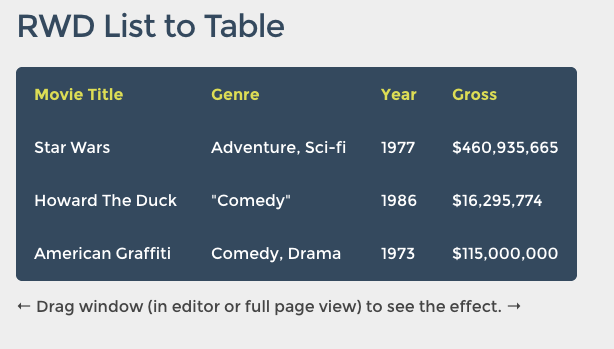 RWD List to Table
Movie Title Genre Year Gross
Star Wars Adventure, Sci-fi 1977 $460,935,665
Howard The Duck "Comedy" 1986 $16,295,774
American Graffiti Comedy, Drama 1973 $115,000,000
← Drag window (in editor or full page view) to see the effect. →